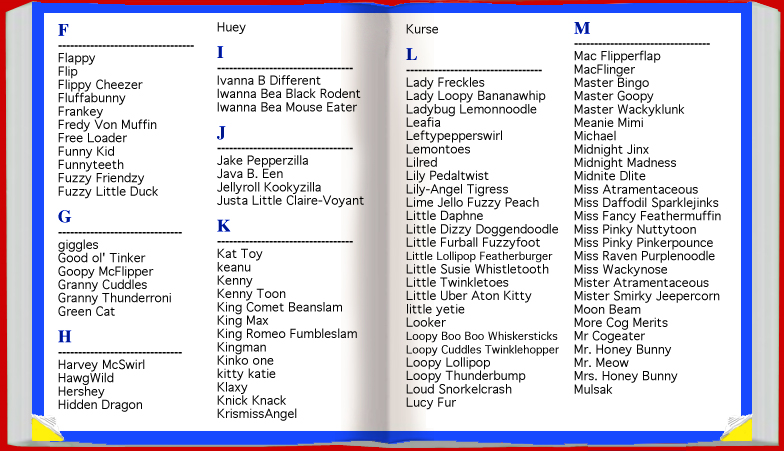 F
Flappy
Flip
Flippy Cheezer
Fluffabunny
Frankey
Fredy Von Muffin
Free Loader
Funny Kid
Funnyteeth
Fuzzy Friendzy
Fuzzy Little Duck
G
giggles
Good ol' Tinker
Goopy McFlipper
Granny Cuddles
Granny Thunderroni
Green Cat
H
Harvey McSwirl
HawgWild
Hershey
Hidden Dragon
Huey
I
Ivanna B Different
Iwanna Bea Black Rodent
Iwanna Bea Mouse Eater
J
Jake Pepperzilla
Java B. Een
Jellyroll Kookyzilla
Justa Little Claire-Voyant
K
Kat Toy
keanu
Kenny
Kenny Toon
King Comet Beanslam
King Max
King Romeo Fumbleslam
Kingman
Kinko one
kitty katie
Klaxy
Knick Knack
KrismissAngel
Kurse
L
Lady Freckles
Lady Loopy Bananawhip
Ladybug Lemonnoodle
Leafia
Leftypepperswirl
Lemontoes
Lilred
Lily Pedaltwist
Lily-Angel Tigress
Lime Jello Fuzzy Peach
Little Daphne
Little Dizzy Doggendoodle
Little Furball Fuzzyfoot
Little Lollipop Featherburger
Little Susie Whistletooth
Little Twinkletoes
Little Uber Aton Kitty
little yetie
Looker
Loopy Boo Boo Whiskersticks
Loopy Cuddles Twinklehopper
Loopy Lollipop
Loopy Thunderbump
Loud Snorkelcrash
Lucy Fur
M
Mac Flipperflap
MacFlinger
Master Bingo
Master Goopy
Master Wackyklunk
Meanie Mimi
Michael
Midnight Jinx
Midnight Madness
Midnite Dlite
Miss Atramentaceous
Miss Daffodil Sparklejinks
Miss Fancy Feathermuffin
Miss Pinky Nuttytoon
Miss Pinky Pinkerpounce
Miss Raven Purplenoodle
Miss Wackynose
Mister Atramentaceous
Mister Smirky Jeepercorn
Moon Beam
More Cog Merits
Mr Cogeater
Mr. Honey Bunny
Mr. Meow
Mrs. Honey Bunny
Mulsak